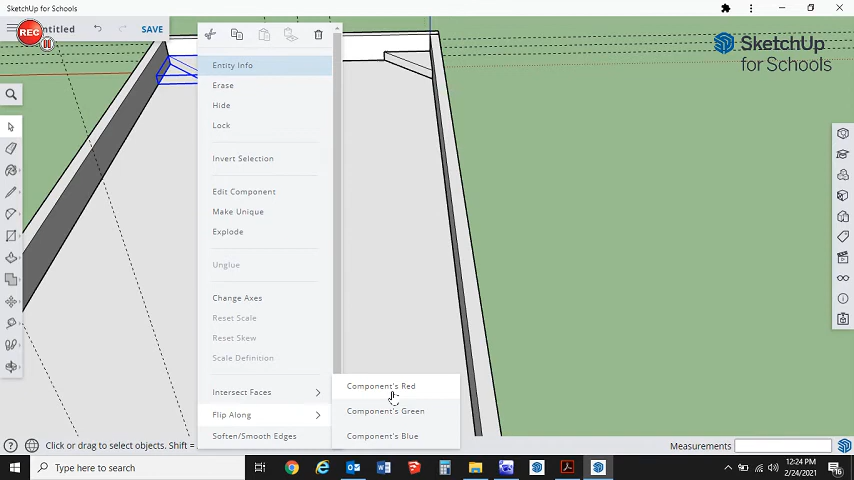 SketchUp for Schools
REC
Untitled
SAVE
SketchUp
for Schools
Entity Info
Erase
Hide
Lock
Invert Selection
Edit Component
Make Unique
Explode
Unglue
Change Axes
Reset Scale
Reset Skew
Scale Definition
Intersect Faces
Flip Along
Soften/Smooth Edges
Component's Red
Component's Green
Component's Blue
Click or drag to select objects. Shift =
Measurements
Type here to search
12:24 PM
2/24/2021
16